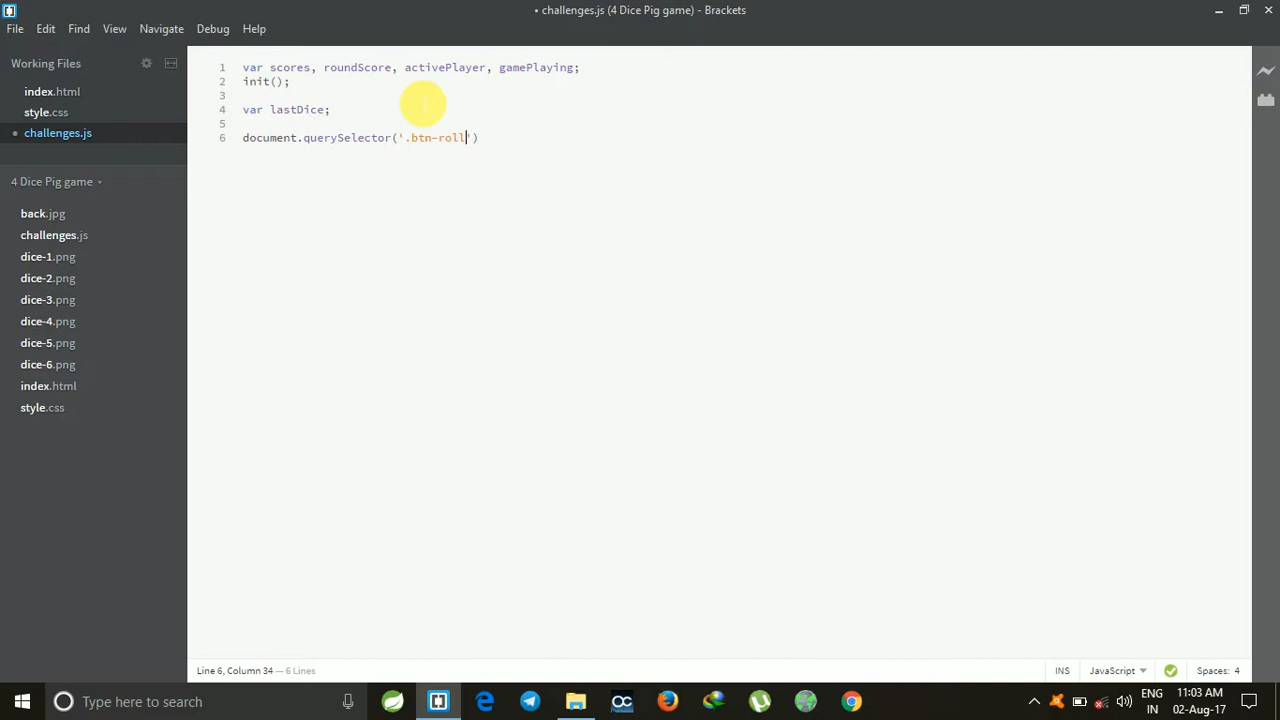 • challenges.js (4 Dice Pig game) - Brackets
File Edit Find View Navigate Debug Help
Working Files
index.html
style.css
• challenges.js
4 Dice Pig game
back.jpg
challenges.js
dice-1.png
dice-2.png
dice-3.png
dice-4.png
dice-5.png
dice-6.png
index.html
style.css
1 var scores, roundScore, activePlayer, gamePlaying;
2 init();
3
4 var lastDice;
5
6 document.querySelector('.btn-roll')
Line 6, Column 34 — 6 Lines
INS JavaScript Spaces: 4
Type here to search
ENG 11:03 AM
IN 02-Aug-17